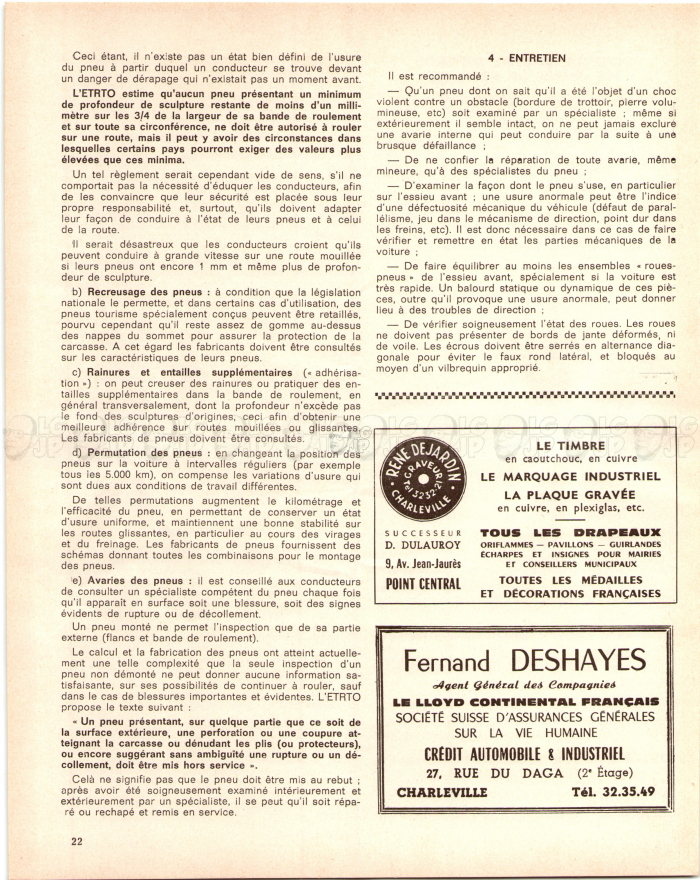 Ceci étant, il n'existe pas un état bien défini de l'usure
du pneu à partir duquel un conducteur se trouve devant
un danger de dérapage qui n'existait pas un moment avant.
L'ETRTO estime qu'aucun pneu présentant un minimum
de profondeur de sculpture restante de moins d'un milli-
mètre sur les 3/4 de la largeur de sa bande de roulement
et sur toute sa circonférence, ne doit être autorisé à rouler
sur une route, mais il peut y avoir des circonstances dans
lesquelles certains pays pourront exiger des valeurs plus
élevées que ces minima.
Un tel règlement serait cependant vide de sens, s'il ne
comportait pas la nécessité d'éduquer les conducteurs, afin
de les convaincre que leur sécurité est placée sous leur
propre responsabilité et, surtout, qu'ils doivent adapter
leur façon de conduire à l'état de leurs pneus et à celui
de la route.
Il serait désastreux que les conducteurs croient qu'ils
peuvent conduire à grande vitesse sur une route mouillée
si leurs pneus ont encore 1 mm et même plus de profon-
deur de sculpture.
b) Recreusage des pneus : à condition que la législation
nationale le permette, et dans certains cas d'utilisation, des
pneus tourisme spécialement conçus peuvent être retaillés,
pourvu cependant qu'il reste assez de gomme au-dessus
des nappes du sommet pour assurer la protection de la
carcasse. A cet égard les fabricants doivent être consultés
sur les caractéristiques de leurs pneus.
c) Rainures et entailles supplémentaires (« adhérisa-
tion ») : on peut creuser des rainures ou pratiquer des en-
tailles supplémentaires dans la bande de roulement, en
général transversalement, dont la profondeur n'excède pas
le fond des sculptures d'origines, ceci afin d'obtenir une
meilleure adhérence sur routes mouillées ou glissantes.
Les fabricants de pneus doivent être consultés.
d) Permutation des pneus : en changeant la position des
pneus sur la voiture à intervalles réguliers (par exemple
tous les 5.000 km), on compense les variations d'usure qui
sont dues aux conditions de travail différentes.
De telles permutations augmentent le kilométrage et
l'efficacité du pneu, en permettant de conserver un état
d'usure uniforme, et maintiennent une bonne stabilité sur
les routes glissantes, en particulier au cours des virages
et du freinage. Les fabricants de pneus fournissent des
schémas donnant toutes les combinaisons pour le montage
des pneus.
e) Avaries des pneus : il est conseillé aux conducteurs
de consulter un spécialiste compétent du pneu chaque fois
qu'il apparait en surface soit une blessure, soit des signes
évidents de rupture ou de décollement.
Un pneu monté ne permet l'inspection que de sa partie
externe (flancs et bande de roulement).
Le calcul et la fabrication des pneus ont atteint actuelle-
ment une telle complexité que la seule inspection d'un
pneu non démonté ne peut donner aucune information sa-
tisfaisante, sur ses possibilités de continuer à rouler, sauf
dans le cas de blessures importantes et évidentes. L'ETRTO
propose le texte suivant :
« Un pneu présentant, sur quelque partie que ce soit de
la surface extérieure, une perforation ou une coupure at-
teignant la carcasse ou dénudant les plis (ou protecteurs),
ou encore suggérant sans ambiguïté une rupture ou un dé-
collement, doit être mis hors service ».
Celà ne signifie pas que le pneu doit être mis au rebut ;
après avoir été soigneusement examiné intérieurement et
extérieurement par un spécialiste, il se peut qu'il soit répa-
ré ou rechapé et remis en service.
22
4 - ENTRETIEN
Il est recommandé :
— Qu'un pneu dont on sait qu'il a été l'objet d'un choc
violent contre un obstacle (bordure de trottoir, pierre volu-
mineuse, etc) soit examiné par un spécialiste ; même si
extérieurement il semble intact, on ne peut jamais exclure
une avarie interne qui peut conduire par la suite à une
brusque défaillance ;
— De ne confier la réparation de toute avarie, même
mineure, qu'à des spécialistes du pneu ;
— D'examiner la façon dont le pneu s'use, en particulier
sur l'essieu avant ; une usure anormale peut être l'indice
d'une défectuosité mécanique du véhicule (défaut de paral-
lélisme, jeu dans le mécanisme de direction, point dur dans
les freins, etc). Il est donc nécessaire dans ce cas de faire
vérifier et remettre en état les parties mécaniques de la
voiture ;
— De faire équilibrer au moins les ensembles « roues-
pneus » de l'essieu avant, spécialement si la voiture est
très rapide. Un balourd statique ou dynamique de ces piè-
ces, outre qu'il provoque une usure anormale, peut donner
lieu à des troubles de direction ;
— De vérifier soigneusement l'état des roues. Les roues
ne doivent pas présenter de bords de jante déformés, ni
de voile. Les écrous doivent être serrés en alternance dia-
gonale pour éviter le faux rond latéral, et bloqués au
moyen d'un vilbrequin approprié.
RENE DEJARDIN
GRAVEUR
Tél 32.32.
CHARLEVILLE
SUCCESSEUR
D. DULAUROY
9, Av. Jean-Jaurès
POINT CENTRAL
LE TIMBRE
en caoutchouc, en cuivre
LE MARQUAGE INDUSTRIEL
LA PLAQUE GRAVÉE
en cuivre, en plexiglas, etc.
TOUS LES DRAPEAUX
ORIFLAMMES – PAVILLONS – GUIRLANDES
ÉCHARPES ET INSIGNES POUR MAIRIES
ET CONSEILLERS MUNICIPAUX
TOUTES LES MÉDAILLES
ET DÉCORATIONS FRANÇAISES
Fernand DESHAYES
Agent Général des Compagnies
LE LLOYD CONTINENTAL FRANÇAIS
SOCIÉTÉ SUISSE D'ASSURANCES GÉNÉRALES
SUR LA VIE HUMAINE
CRÉDIT AUTOMOBILE & INDUSTRIEL
27, RUE DU DAGA (2e Étage)
CHARLEVILLE Tél. 32.35.49